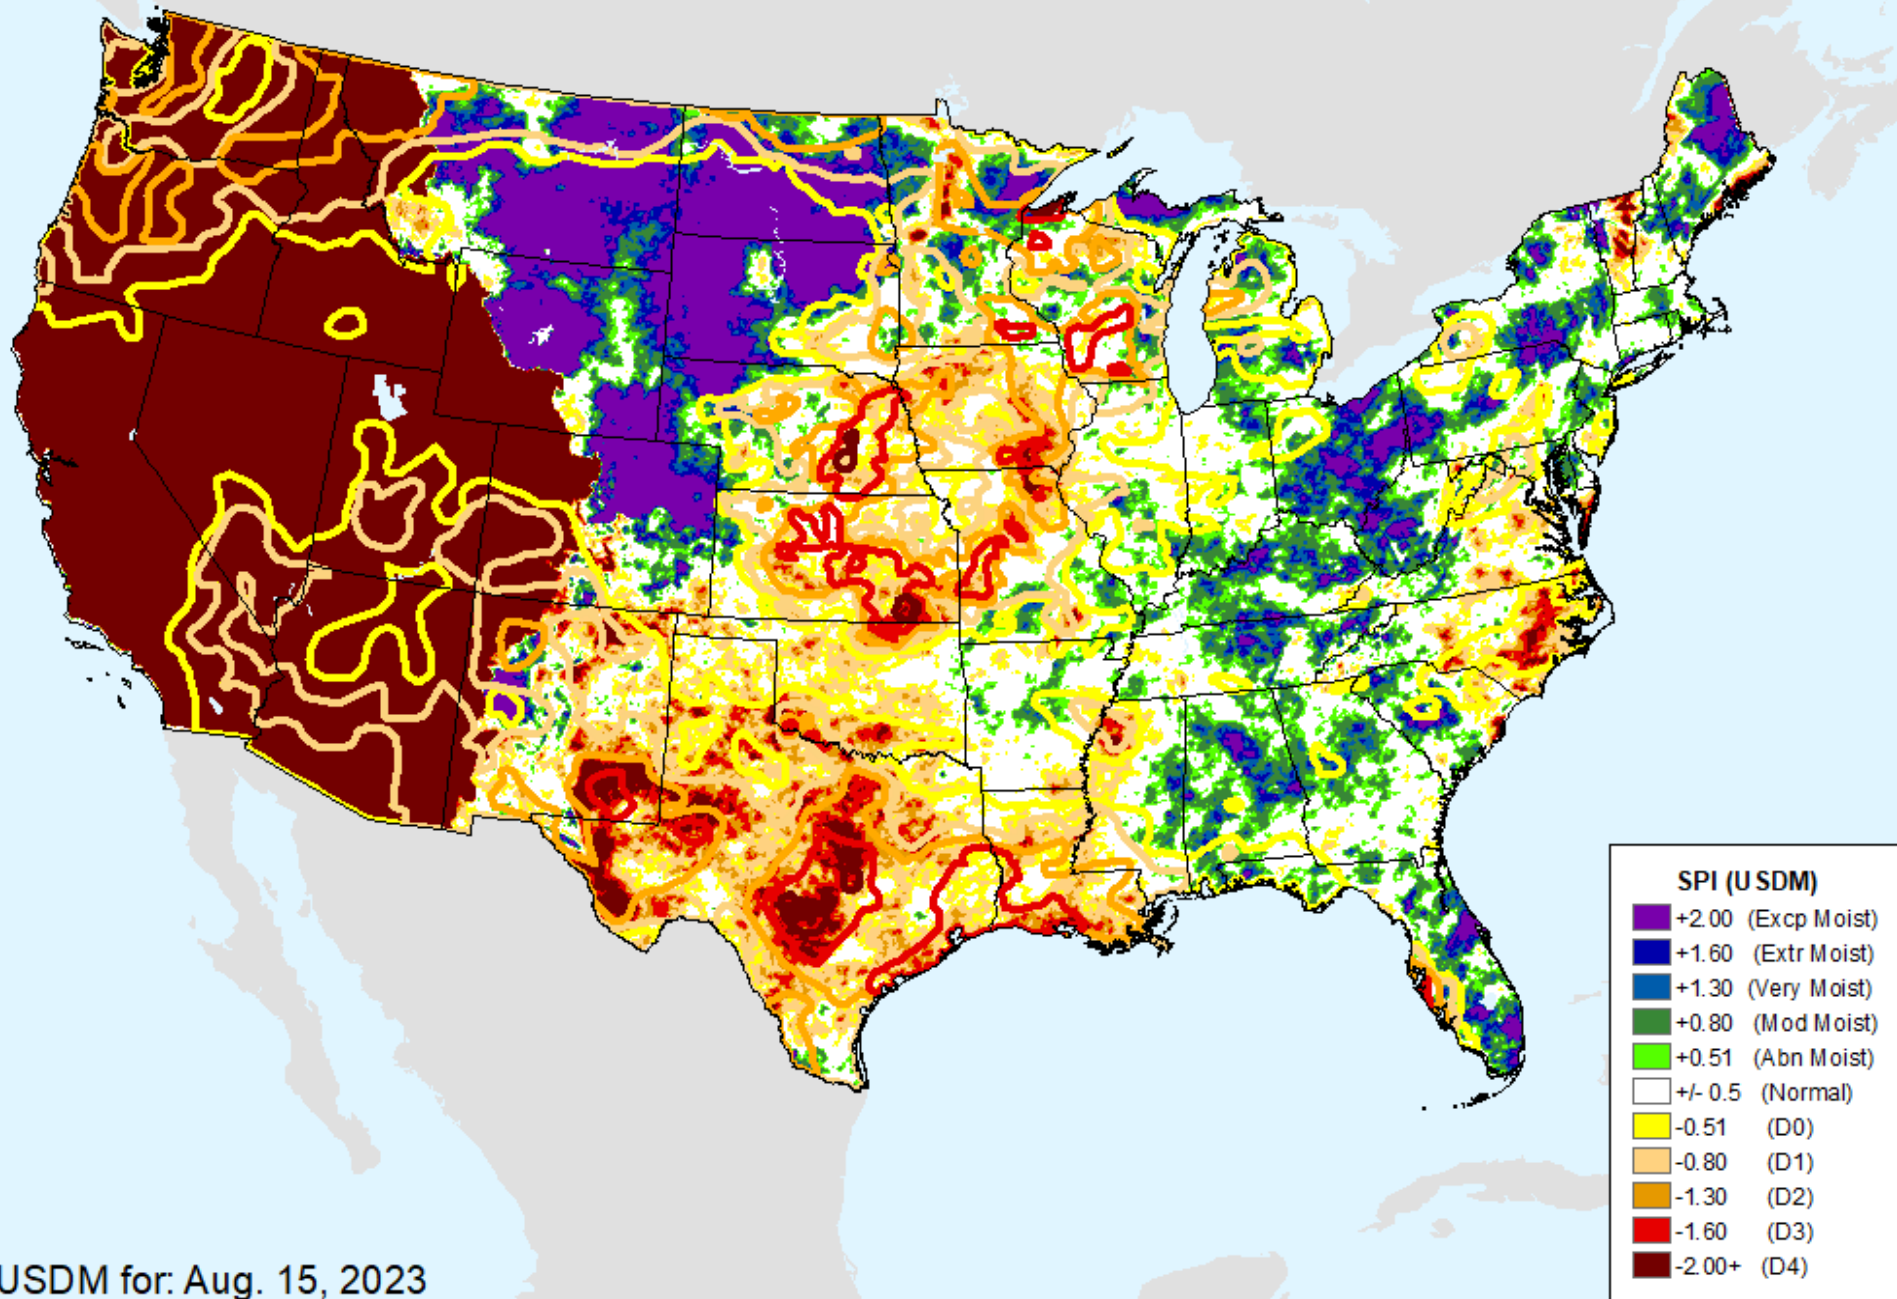 SPI (USDM)
+2.00 (Excp Moist)
+1.60 (Extr Moist)
+1.30 (Very Moist)
+0.80 (Mod Moist)
+0.51 (Abn Moist)
+/- 0.5 (Normal)
-0.51 (D0)
-0.80 (D1)
-1.30 (D2)
-1.60 (D3)
-2.00+ (D4)
USDM for: Aug. 15, 2023